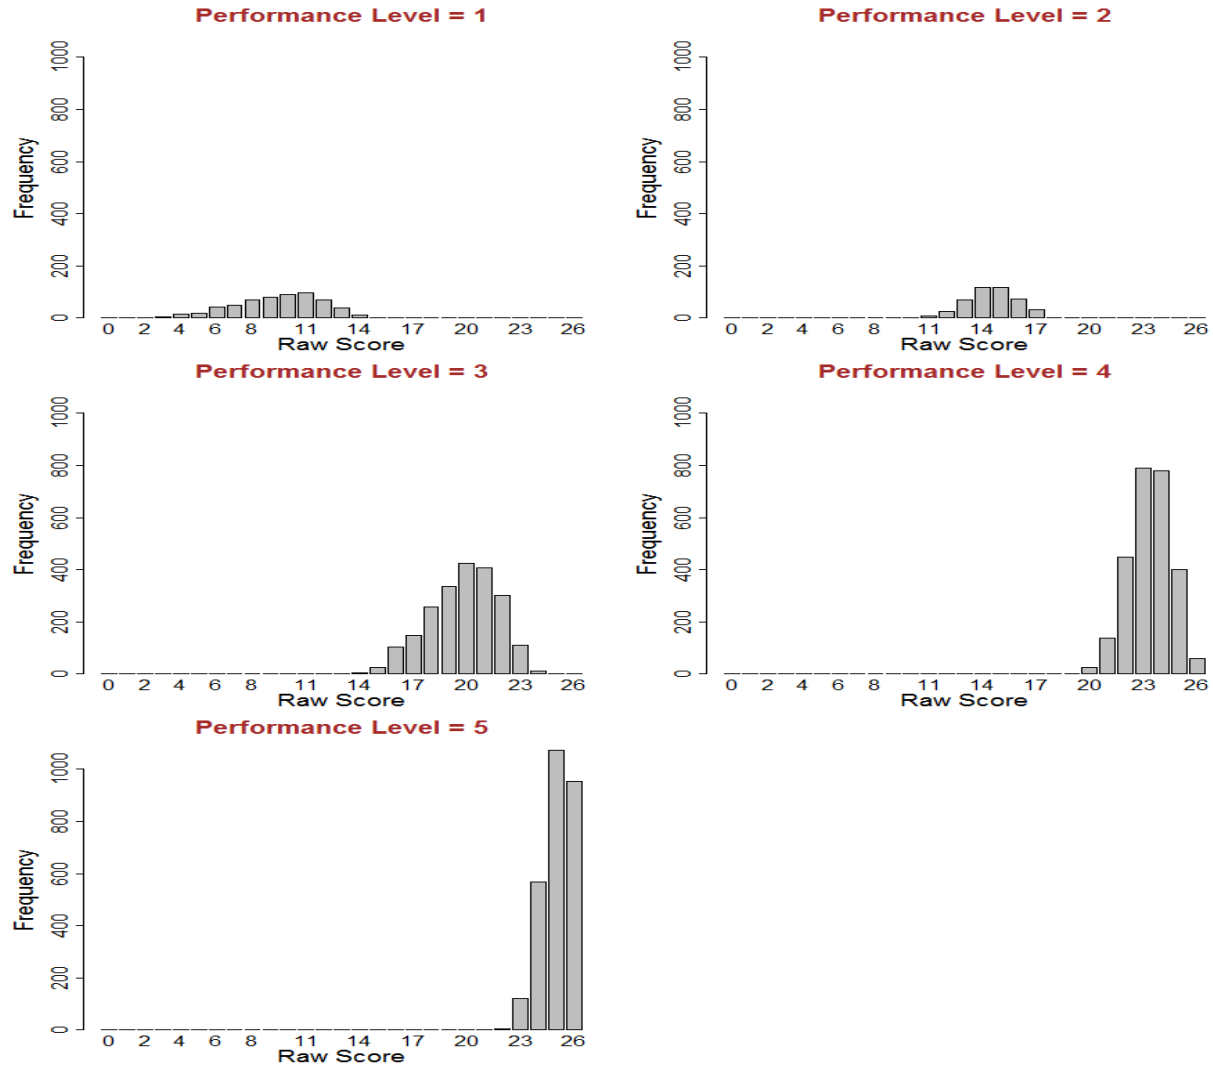 Performance Level = 1
Frequency
1000
800
600
400
200
0
0 2 4 6 8 11 14 17 20 23 26
Raw Score
Performance Level = 2
Frequency
1000
800
600
400
200
0
0 2 4 6 8 11 14 17 20 23 26
Raw Score
Performance Level = 3
Frequency
1000
800
600
400
200
0
0 2 4 6 8 11 14 17 20 23 26
Raw Score
Performance Level = 4
Frequency
1000
800
600
400
200
0
0 2 4 6 8 11 14 17 20 23 26
Raw Score
Performance Level = 5
Frequency
1000
800
600
400
200
0
0 2 4 6 8 11 14 17 20 23 26
Raw Score